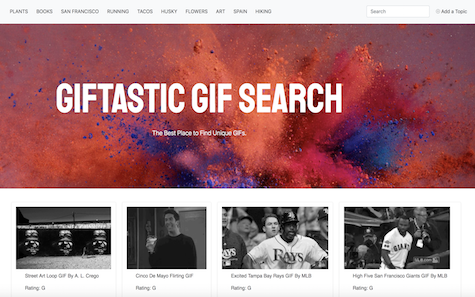 PLANTS BOOKS SAN FRANCISCO RUNNING TACOS HUSKY FLOWERS ART SPAIN HIKING Search Add a Topic
GIFTASTIC GIF SEARCH
The Best Place to Find Unique GIFs.
RAYS
GIANTS
Street Art Loop GIF By A. L. Crego Cinco De Mayo Flirting GIF Excited Tampa Bay Rays GIF By MLB High Five San Francisco Giants GIF By MLB
Rating: G Rating: G Rating: G Rating: G